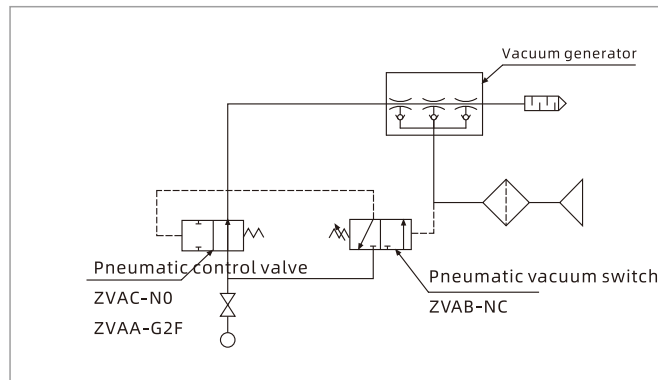 Vacuum generator
Pneumatic control valve
ZVAC-N0
ZVAA-G2F
Pneumatic vacuum switch
ZVAB-NC